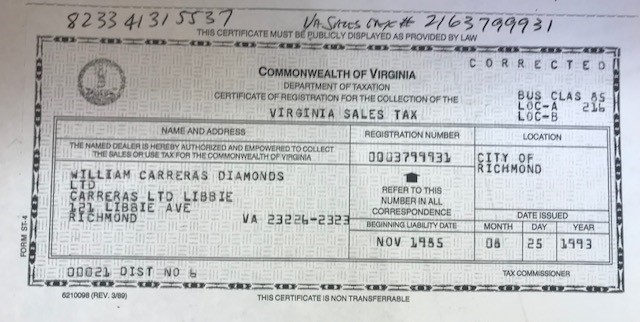 8233 41315537 VA Sales tax # 2163799931
THIS CERTIFICATE MUST BE PUBLICLY DISPLAYED AS PROVIDED BY LAW
CORRECTED
COMMONWEALTH OF VIRGINIA
DEPARTMENT OF TAXATION
CERTIFICATE OF REGISTRATION FOR THE COLLECTION OF THE
VIRGINIA SALES TAX
BUS CLAS 85
LOC-A 216
LOC-B
NAME AND ADDRESS
THE NAMED DEALER IS HEREBY AUTHORIZED AND EMPOWERED TO COLLECT
THE SALES OR USE TAX FOR THE COMMONWEALTH OF VIRGINIA
WILLIAM CARRERAS DIAMONDS
LTD
CARRERAS LTD LIBBIE
121 LIBBIE AVE
RICHMOND VA 23226-2323
REGISTRATION NUMBER
0003799931
REFER TO THIS
NUMBER IN ALL
CORRESPONDENCE
BEGINNING LIABILITY DATE
NOV 1985
LOCATION
CITY OF
RICHMOND
DATE ISSUED
MONTH DAY YEAR
08 25 1993
00021 DIST NO 6
TAX COMMISSIONER
FORM ST-4
6210098 (REV. 3/89)
THIS CERTIFICATE IS NON TRANSFERRABLE